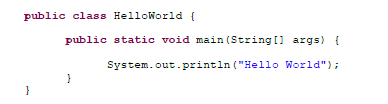 public class HelloWorld {
public static void main(String[] args) {
System.out.println("Hello World");
}
}